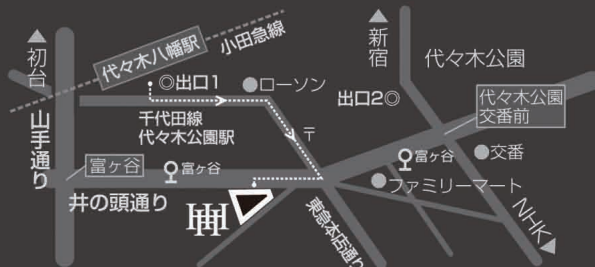 初台
代々木八幡駅
小田急線
新宿
代々木公園
◎出口1
ローソン
出口2◎
代々木公園
交番前
千代田線
代々木公園駅
〒
山手通り
富ヶ谷
富ヶ谷
富ヶ谷
交番
ファミリーマート
井の頭通り
東急本店通り
NHK